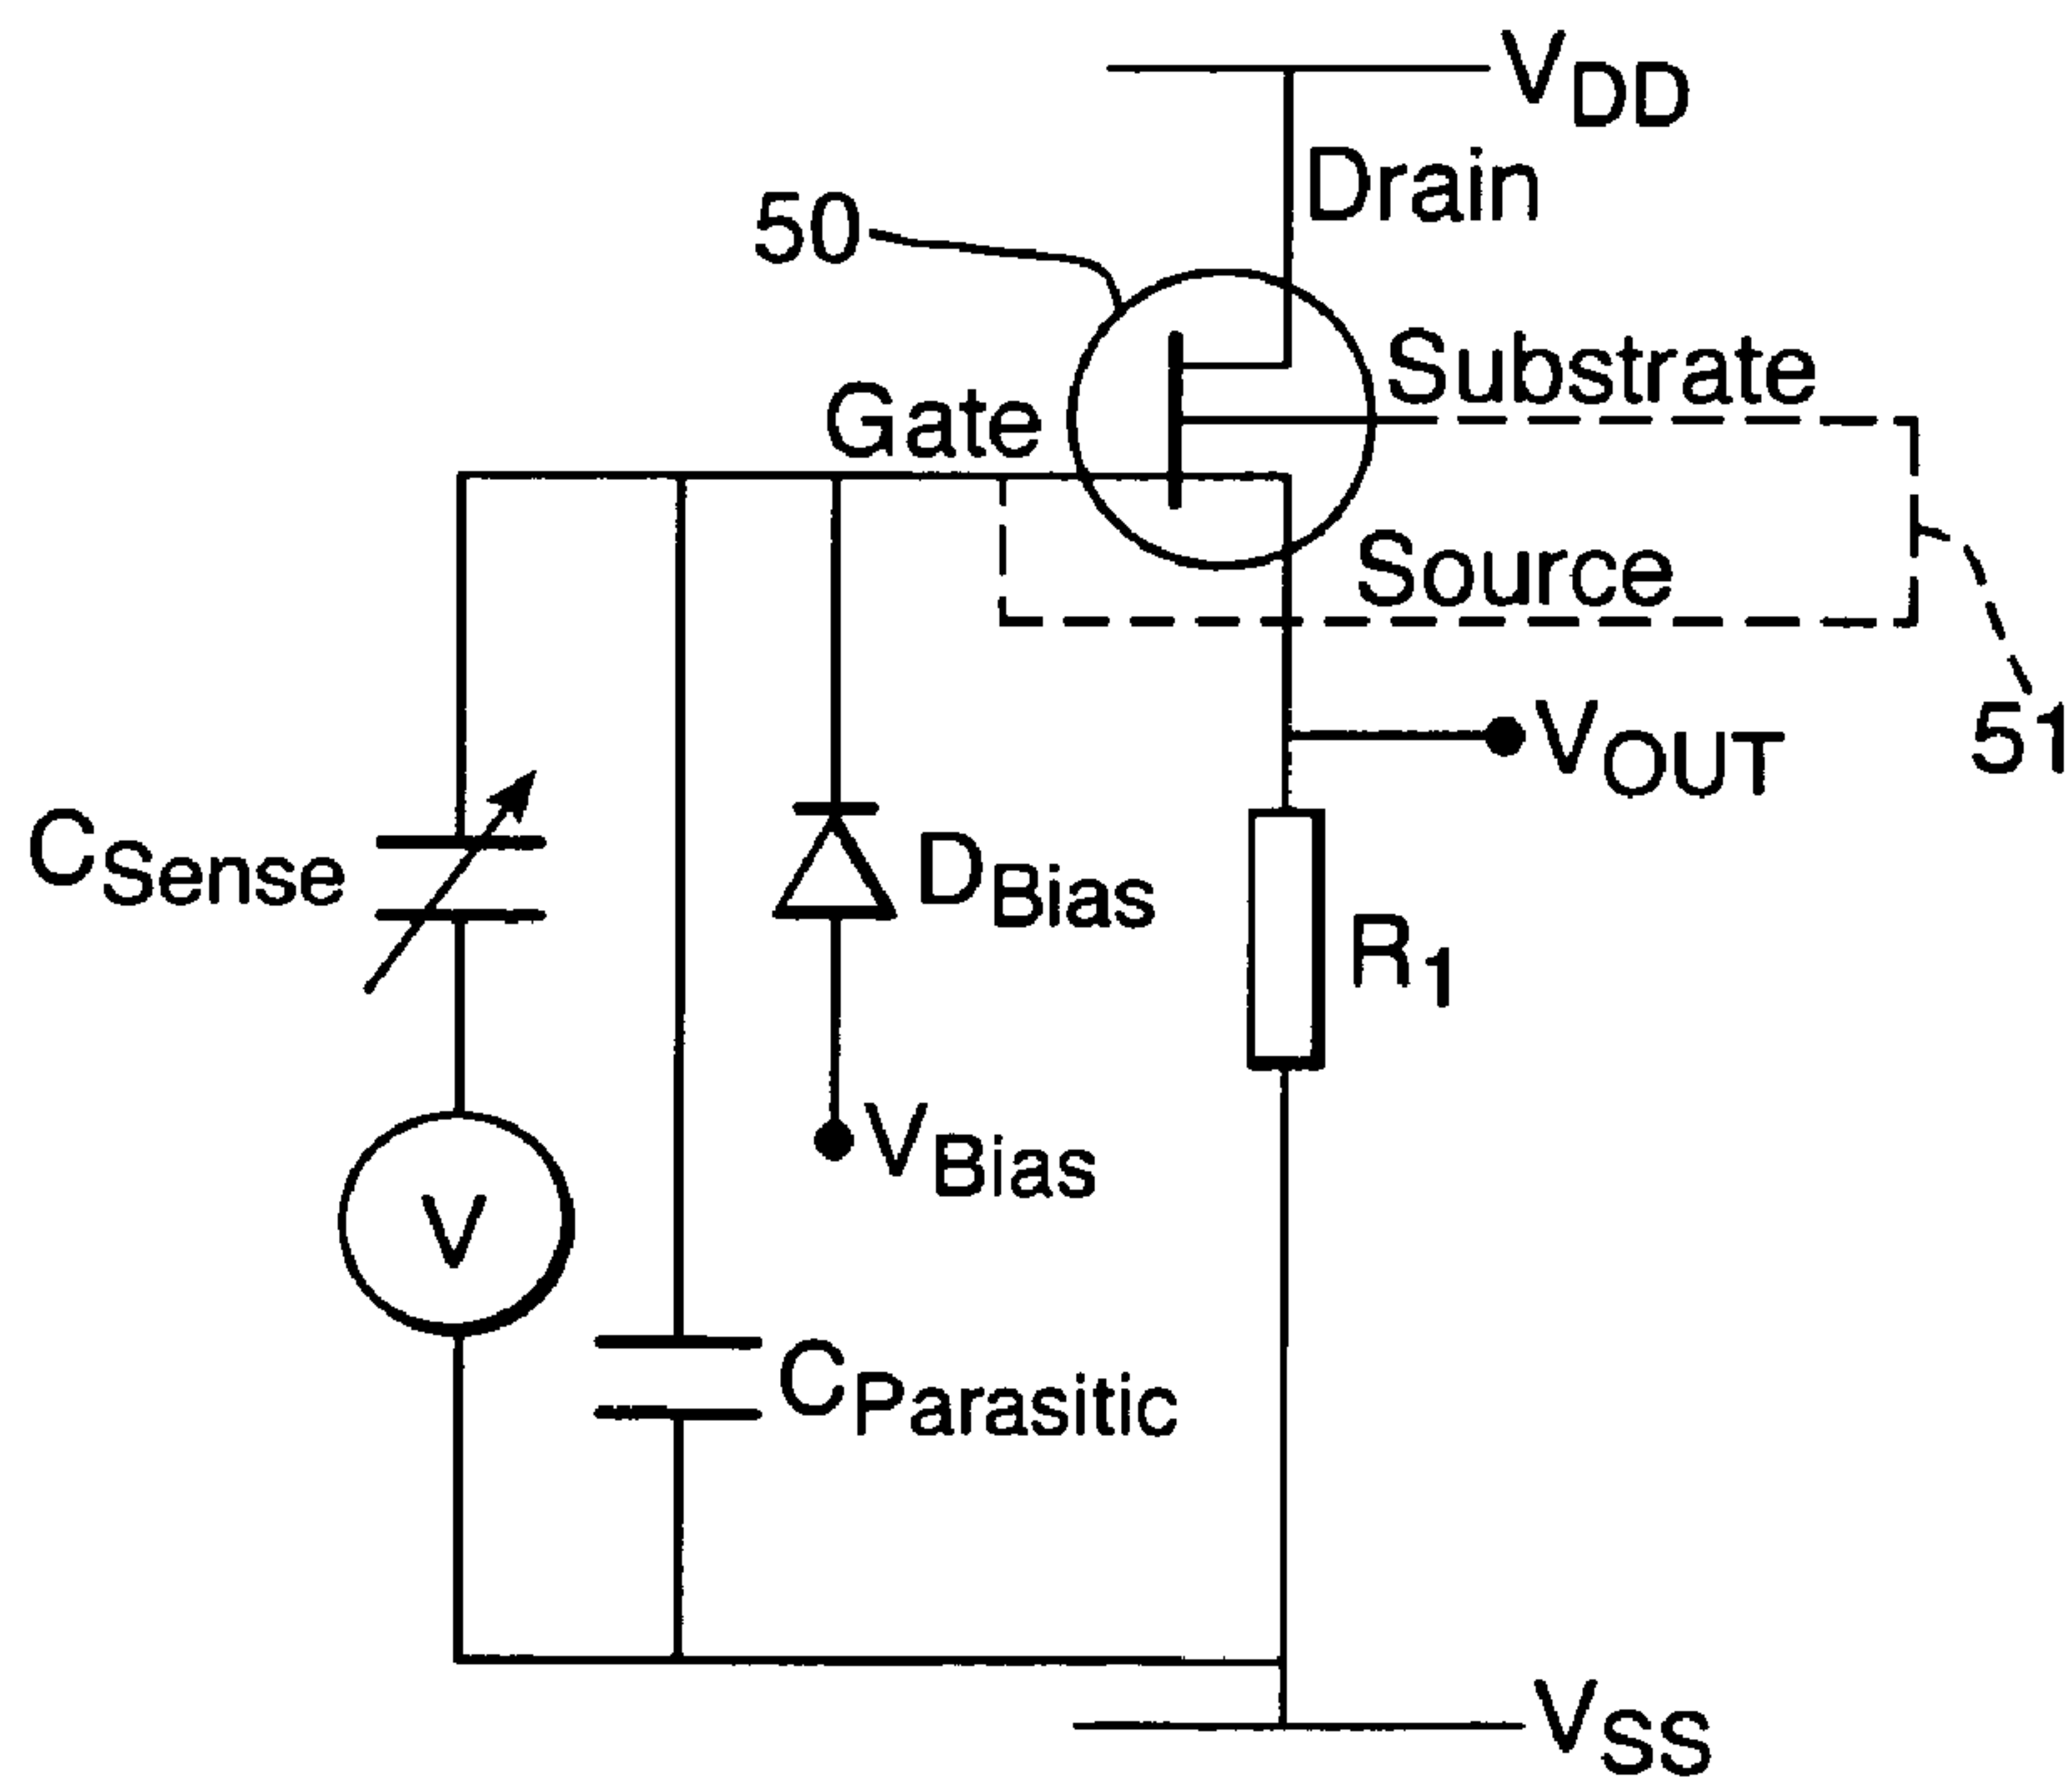 VDD
Drain
50
Substrate
Gate
Source
VOUT
51
CSense
DBias
R1
VBias
V
CParasitic
VSS